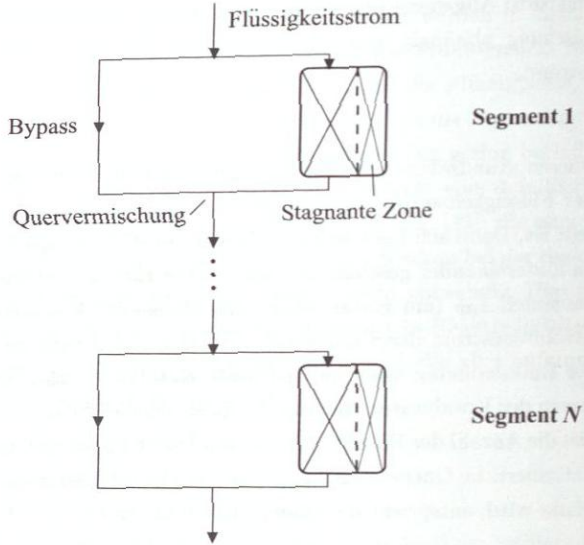 Flüssigkeitsstrom
Bypass
Segment 1
Quervermischung
Stagnante Zone
Segment N